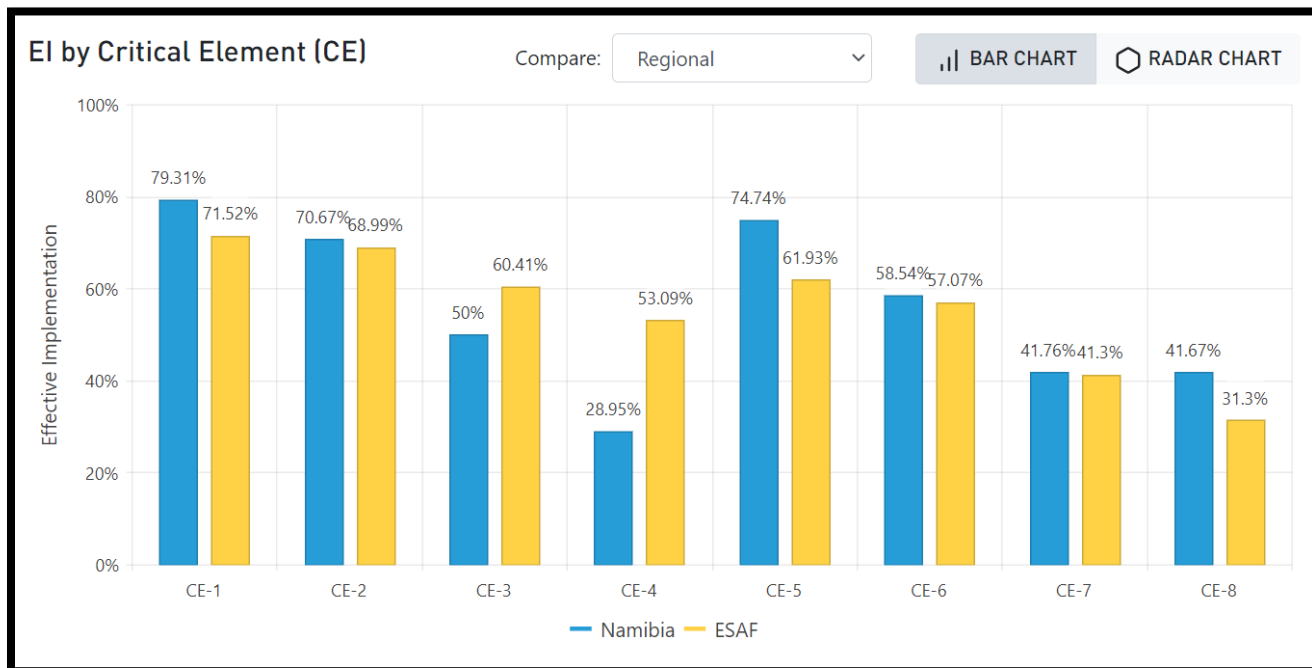 EI by Critical Element (CE)
Compare: Regional
BAR CHART
RADAR CHART
Effective Implementation
100%
80%
60%
40%
20%
0%
79.31%
71.52%
70.67%
68.99%
50%
60.41%
28.95%
53.09%
74.74%
61.93%
58.54%
57.07%
41.76%
41.3%
41.67%
31.3%
CE-1
CE-2
CE-3
CE-4
CE-5
CE-6
CE-7
CE-8
Namibia
ESAF